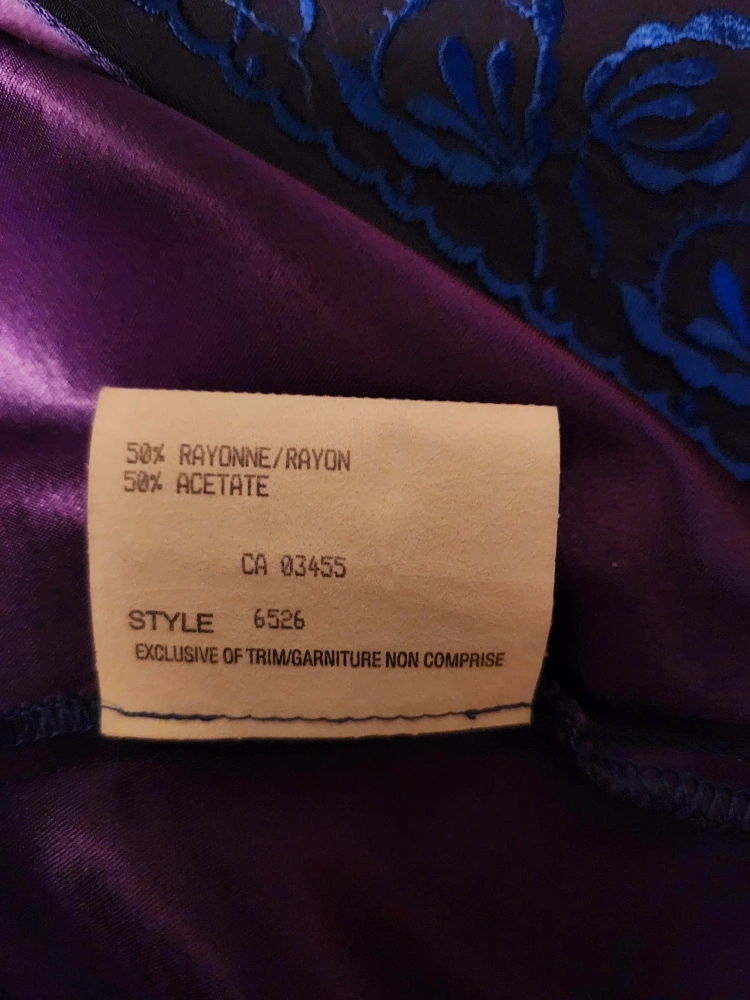 50% RAYONNE/RAYON
50% ACETATE
CA 03455
STYLE 6526
EXCLUSIVE OF TRIM/GARNITURE NON COMPRISE